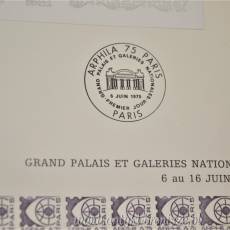 ARPHILA 75 PARIS
GRAND PALAIS ET GALERIES NATIONALES
6 JUIN 1975
PREMIER JOUR
PARIS
GRAND PALAIS ET GALERIES NATION
6 au 16 JUIN